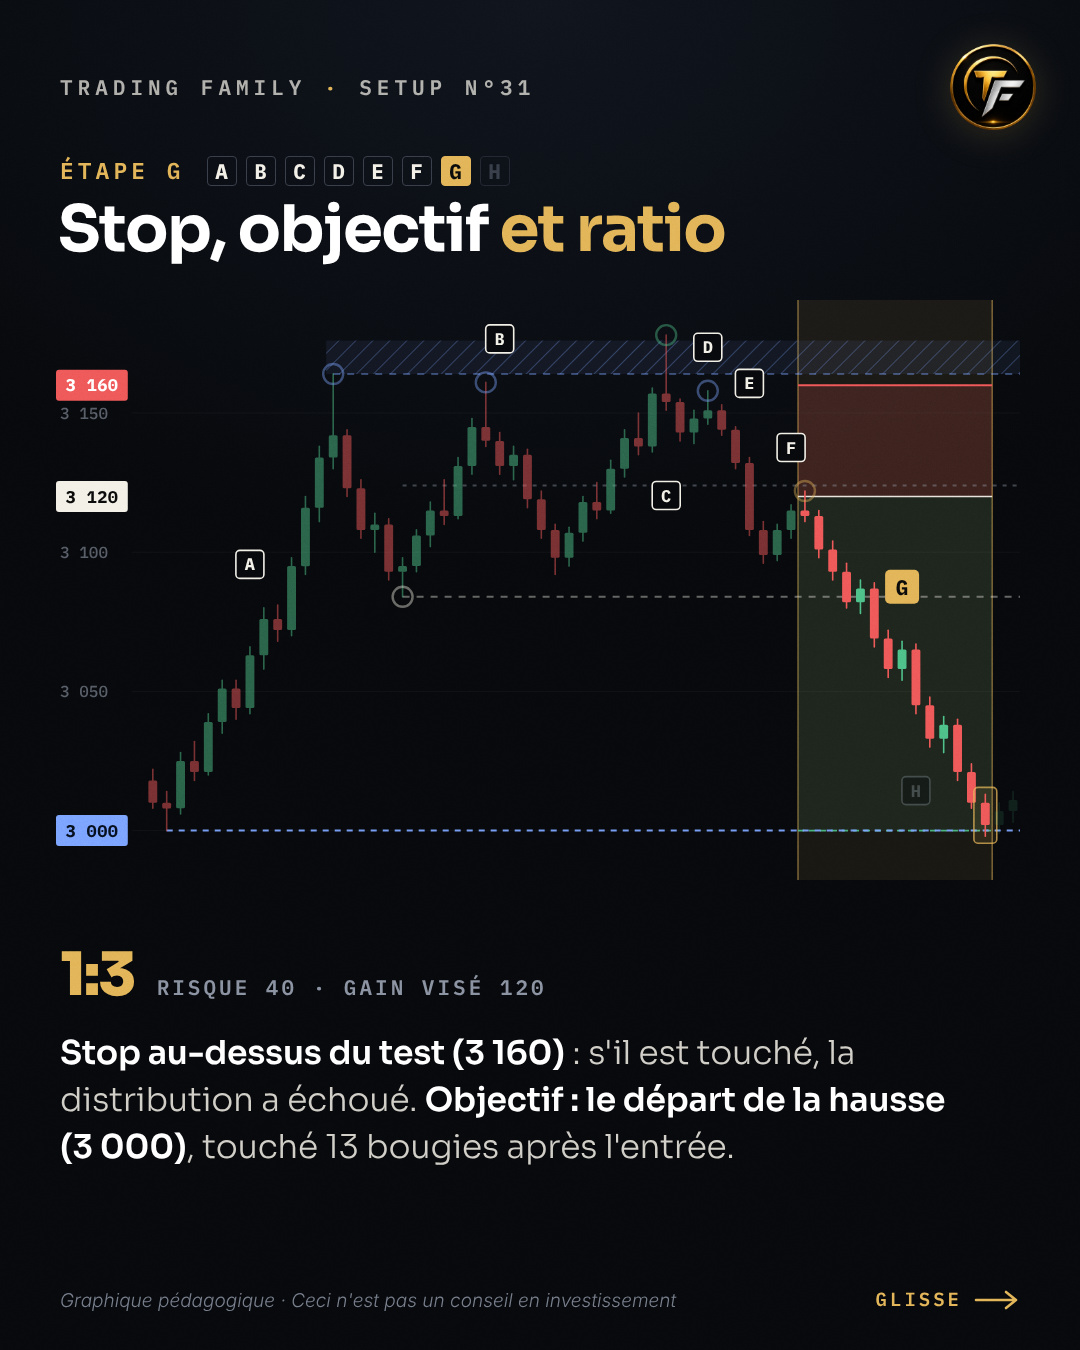 TRADING FAMILY · SETUP N°31
TF
ÉTAPE G A B C D E F G H
Stop, objectif et ratio
B
D
E
3 160
3 150
F
3 120
C
3 100
A
G
3 050
H
3 000
1:3 RISQUE 40 · GAIN VISÉ 120
Stop au-dessus du test (3 160) : s'il est touché, la
distribution a échoué. Objectif : le départ de la hausse
(3 000), touché 13 bougies après l'entrée.
Graphique pédagogique · Ceci n'est pas un conseil en investissement
GLISSE →